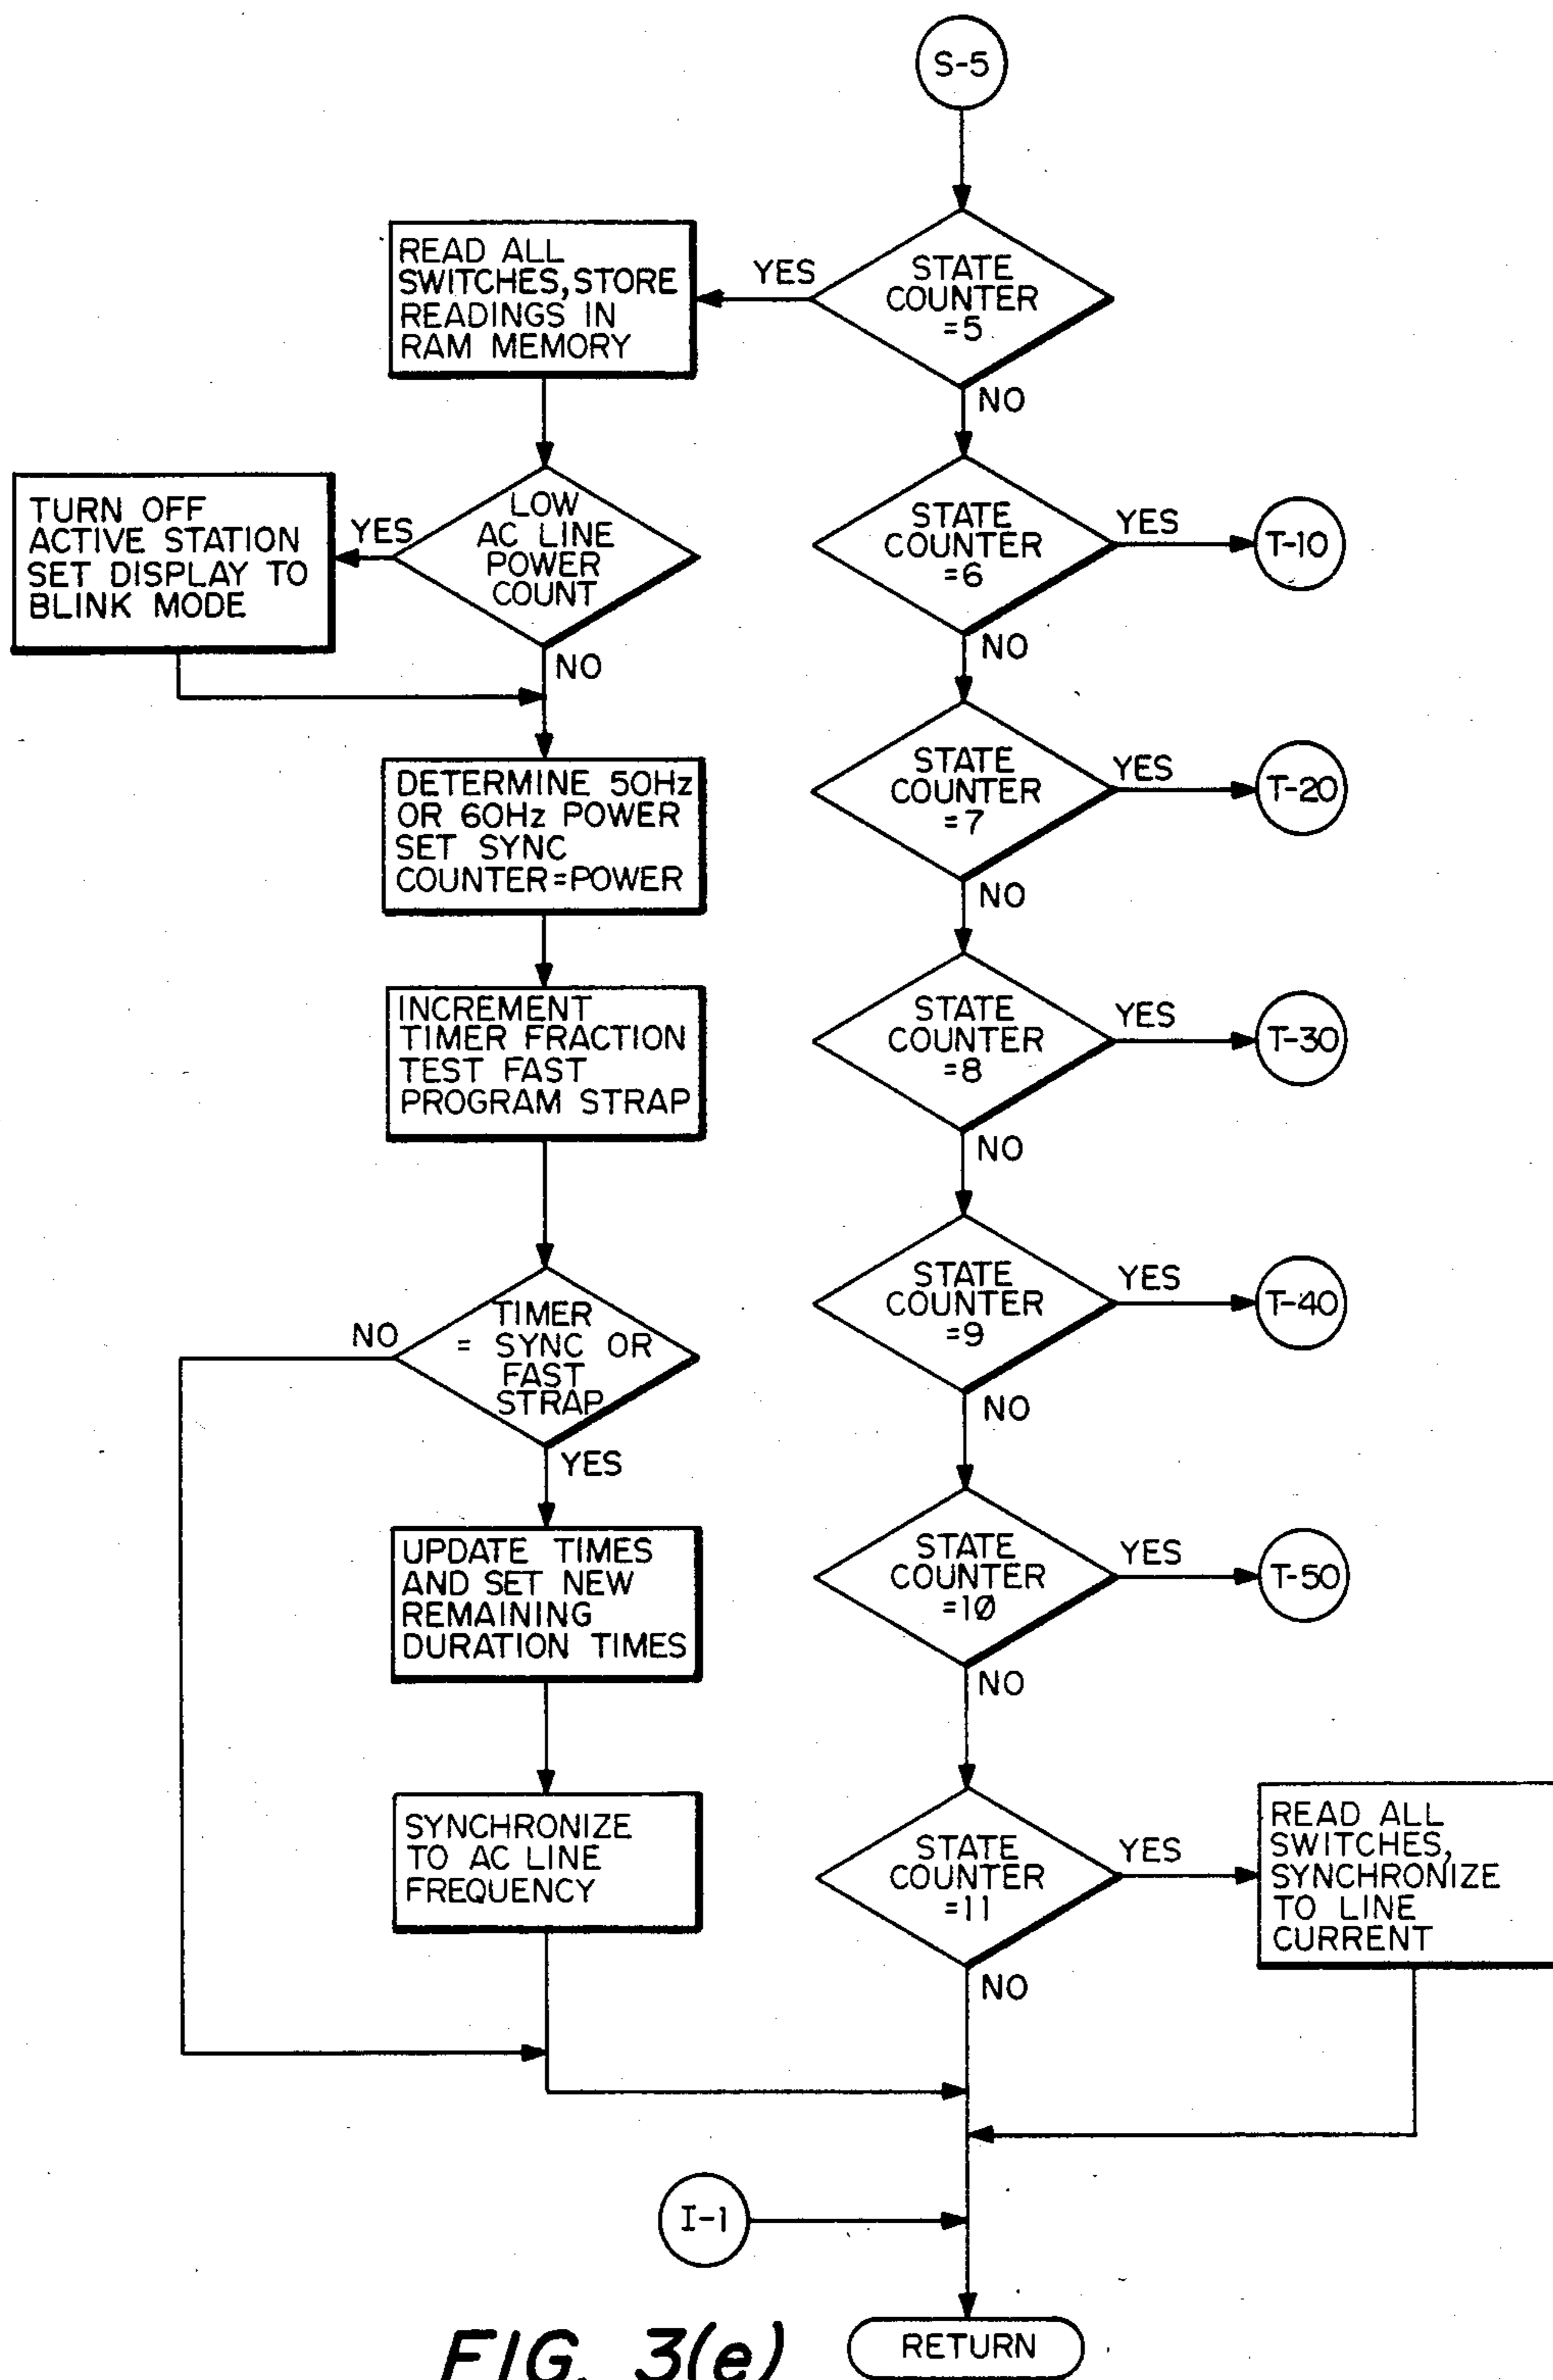 S-5
STATE
COUNTER
=5
YES
NO
READ ALL
SWITCHES, STORE
READINGS IN
RAM MEMORY
LOW
AC LINE
POWER
COUNT
YES
NO
TURN OFF
ACTIVE STATION
SET DISPLAY TO
BLINK MODE
DETERMINE 50Hz
OR 60Hz POWER
SET SYNC
COUNTER=POWER
INCREMENT
TIMER FRACTION
TEST FAST
PROGRAM STRAP
TIMER
= SYNC OR
FAST
STRAP
NO
YES
UPDATE TIMES
AND SET NEW
REMAINING
DURATION TIMES
SYNCHRONIZE
TO AC LINE
FREQUENCY
STATE
COUNTER
=6
YES
T-10
NO
STATE
COUNTER
=7
YES
T-20
NO
STATE
COUNTER
=8
YES
T-30
NO
STATE
COUNTER
=9
YES
T-40
NO
STATE
COUNTER
=10
YES
T-50
NO
STATE
COUNTER
=11
YES
NO
READ ALL
SWITCHES,
SYNCHRONIZE
TO LINE
CURRENT
I-1
RETURN
FIG. 3(e)